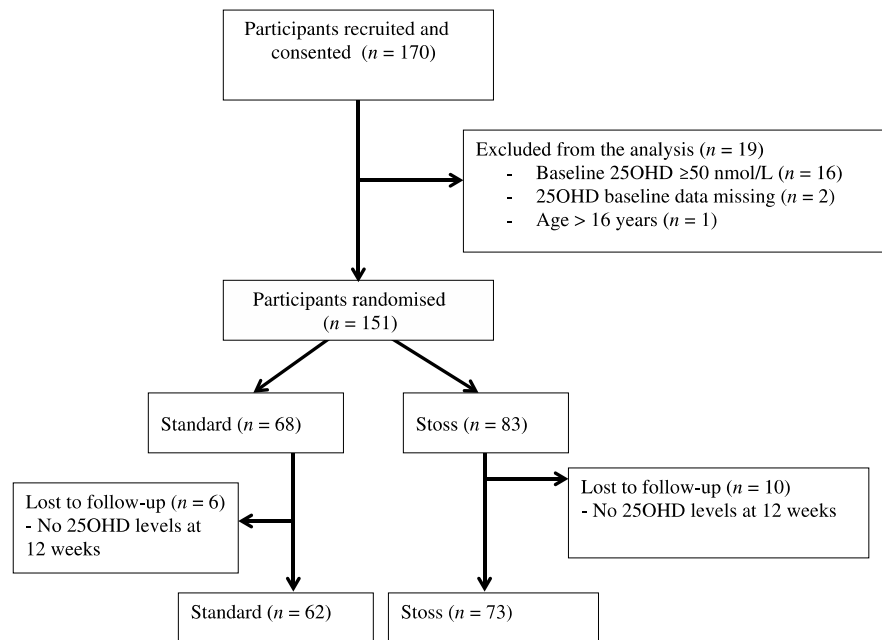 Participants recruited and
consented (n = 170)
Excluded from the analysis (n = 19)
- Baseline 25OHD ≥50 nmol/L (n = 16)
- 25OHD baseline data missing (n = 2)
- Age > 16 years (n = 1)
Participants randomised
(n = 151)
Standard (n = 68)
Stoss (n = 83)
Lost to follow-up (n = 6)
- No 25OHD levels at
12 weeks
Lost to follow-up (n = 10)
- No 25OHD levels at 12 weeks
Standard (n = 62)
Stoss (n = 73)